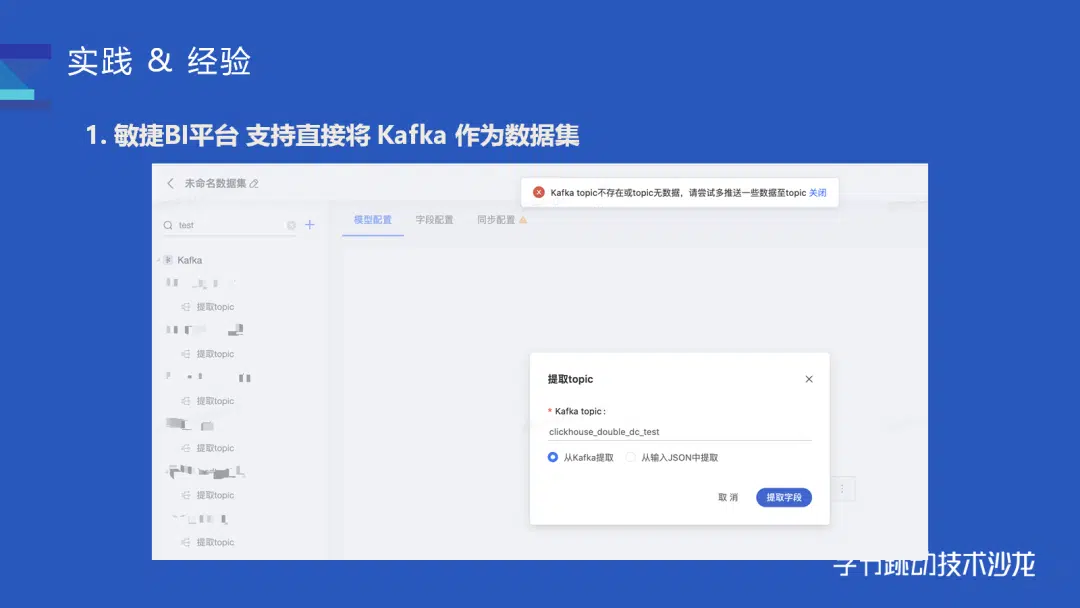 实践 & 经验
1. 敏捷BI平台 支持直接将 Kafka 作为数据集
未命名数据集
Kafka topic不存在或topic无数据，请尝试多推送一些数据至topic 关闭
test
模型配置 字段配置 同步配置
Kafka
提取topic
提取topic
提取topic
提取topic
提取topic
提取topic
提取topic
* Kafka topic:
clickhouse_double_dc_test
从Kafka提取 从输入JSON中提取
取消 提取字段
字节跳动技术沙龙